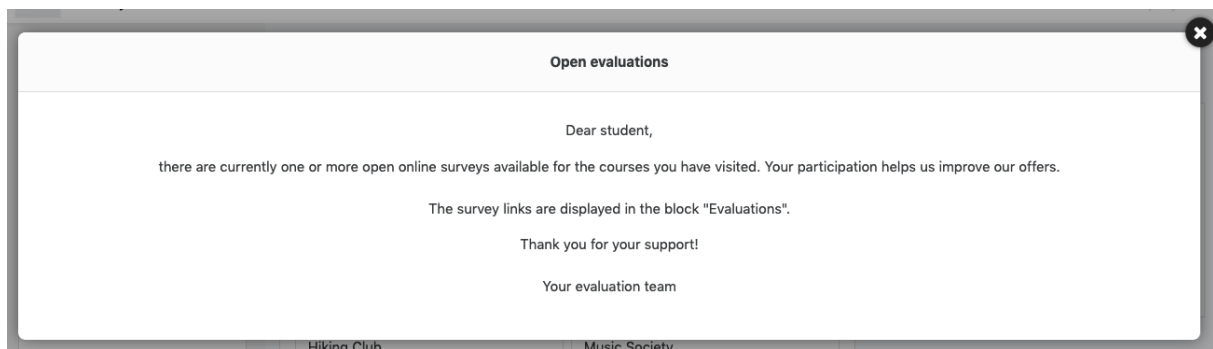 Open evaluations
Dear student,
there are currently one or more open online surveys available for the courses you have visited. Your participation helps us improve our offers.
The survey links are displayed in the block "Evaluations".
Thank you for your support!
Your evaluation team
Hiking Club
Music Society